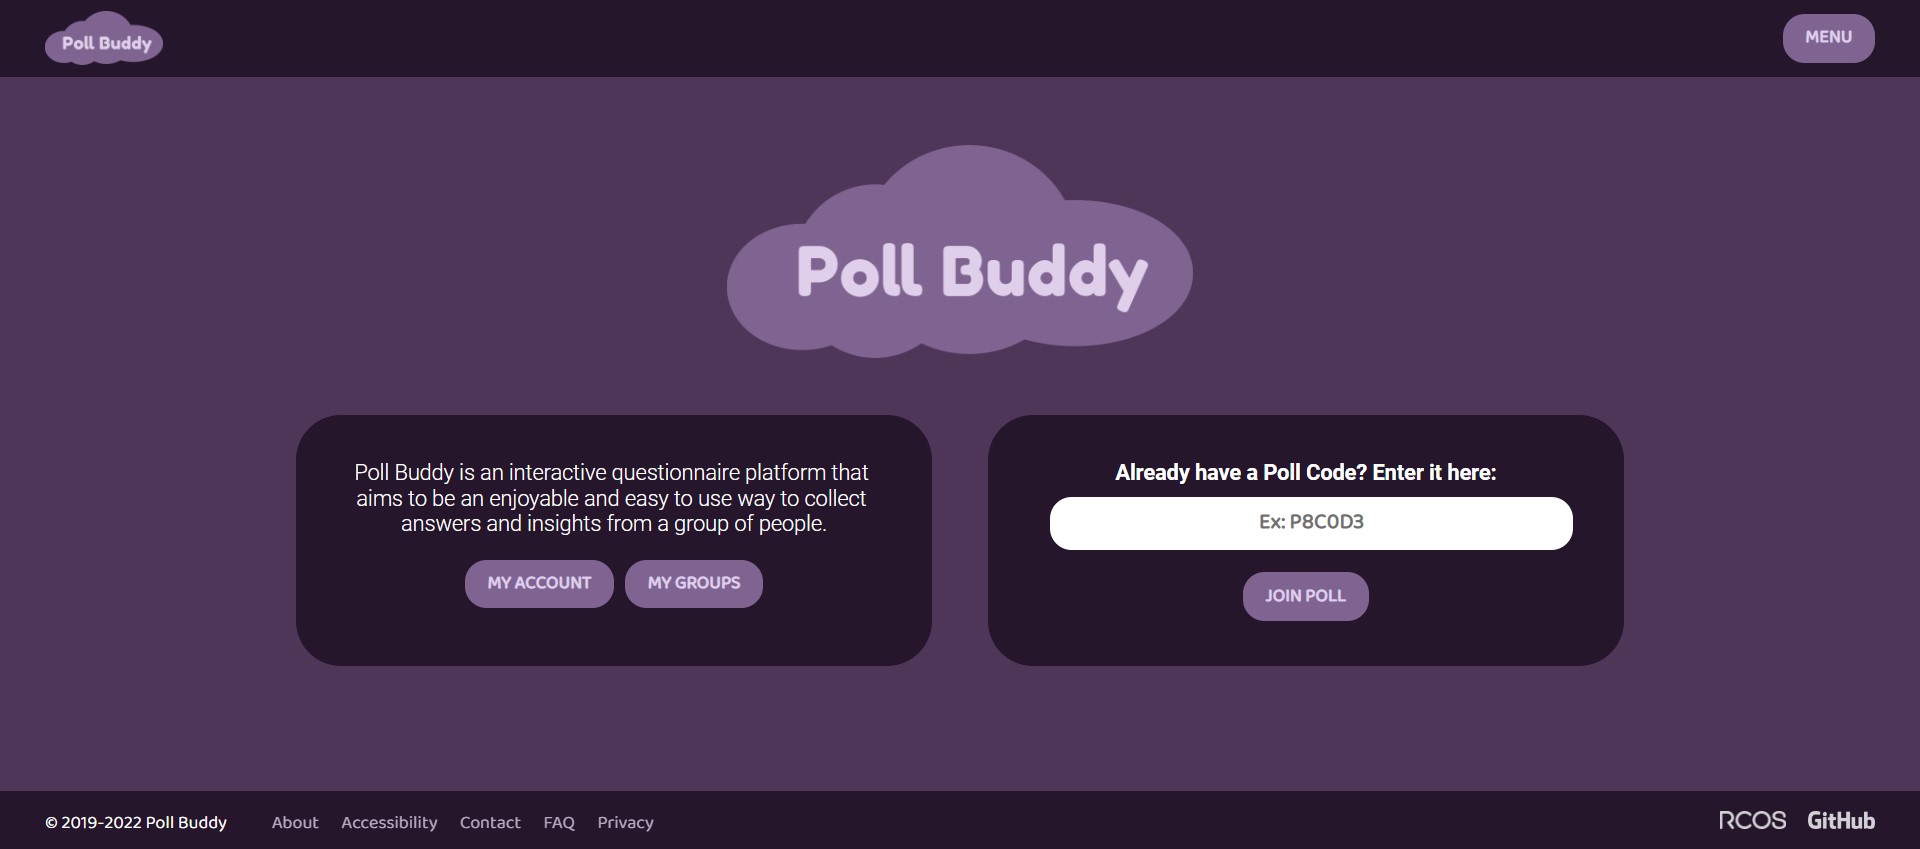 Poll Buddy
MENU
Poll Buddy
Poll Buddy is an interactive questionnaire platform that
aims to be an enjoyable and easy to use way to collect
answers and insights from a group of people.
MY ACCOUNT MY GROUPS
Already have a Poll Code? Enter it here:
Ex: P8C0D3
JOIN POLL
© 2019-2022 Poll Buddy About Accessibility Contact FAQ Privacy
RCOS GitHub